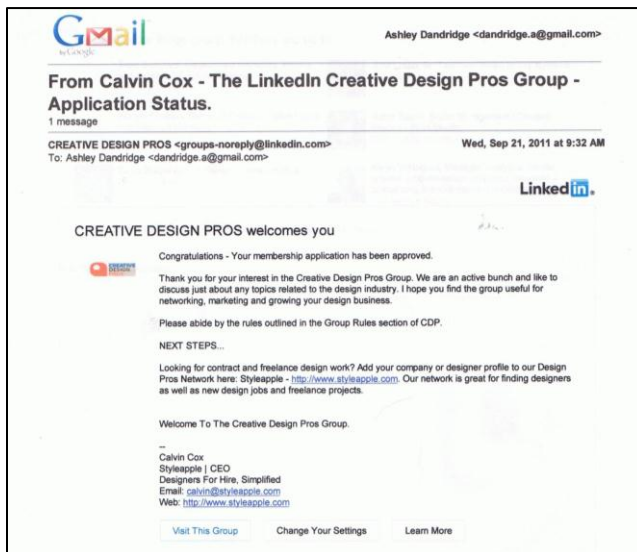 GMail
by Google
Ashley Dandridge <dandridge.a@gmail.com>
From Calvin Cox - The LinkedIn Creative Design Pros Group -
Application Status.
1 message
CREATIVE DESIGN PROS <groups-noreply@linkedin.com>
Wed, Sep 21, 2011 at 9:32 AM
To: Ashley Dandridge <dandridge.a@gmail.com>
Linked in.
CREATIVE DESIGN PROS welcomes you
CREATIVE
DESIGN
Congratulations - Your membership application has been approved.
Thank you for your interest in the Creative Design Pros Group. We are an active bunch and like to
discuss just about any topics related to the design industry. I hope you find the group useful for
networking, marketing and growing your design business.
Please abide by the rules outlined in the Group Rules section of CDP.
NEXT STEPS...
Looking for contract and freelance design work? Add your company or designer profile to our Design
Pros Network here: Styleapple - http://www.styleapple.com. Our network is great for finding designers
as well as new design jobs and freelance projects.
Welcome To The Creative Design Pros Group.
--
Calvin Cox
Styleapple | CEO
Designers For Hire, Simplified
Email: calvin@styleapple.com
Web: http://www.styleapple.com
Visit This Group
Change Your Settings
Learn More